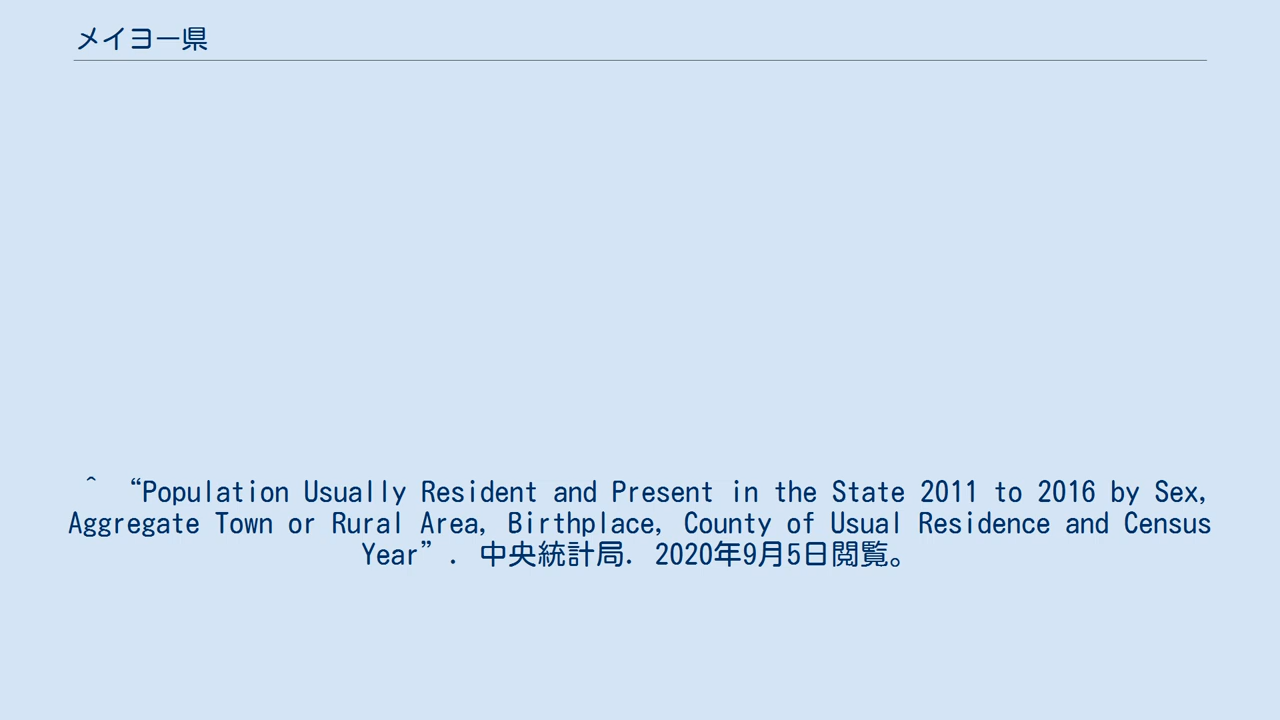 メイヨー県
^ “Population Usually Resident and Present in the State 2011 to 2016 by Sex,
Aggregate Town or Rural Area, Birthplace, County of Usual Residence and Census
Year”. 中央統計局. 2020年9月5日閲覧。